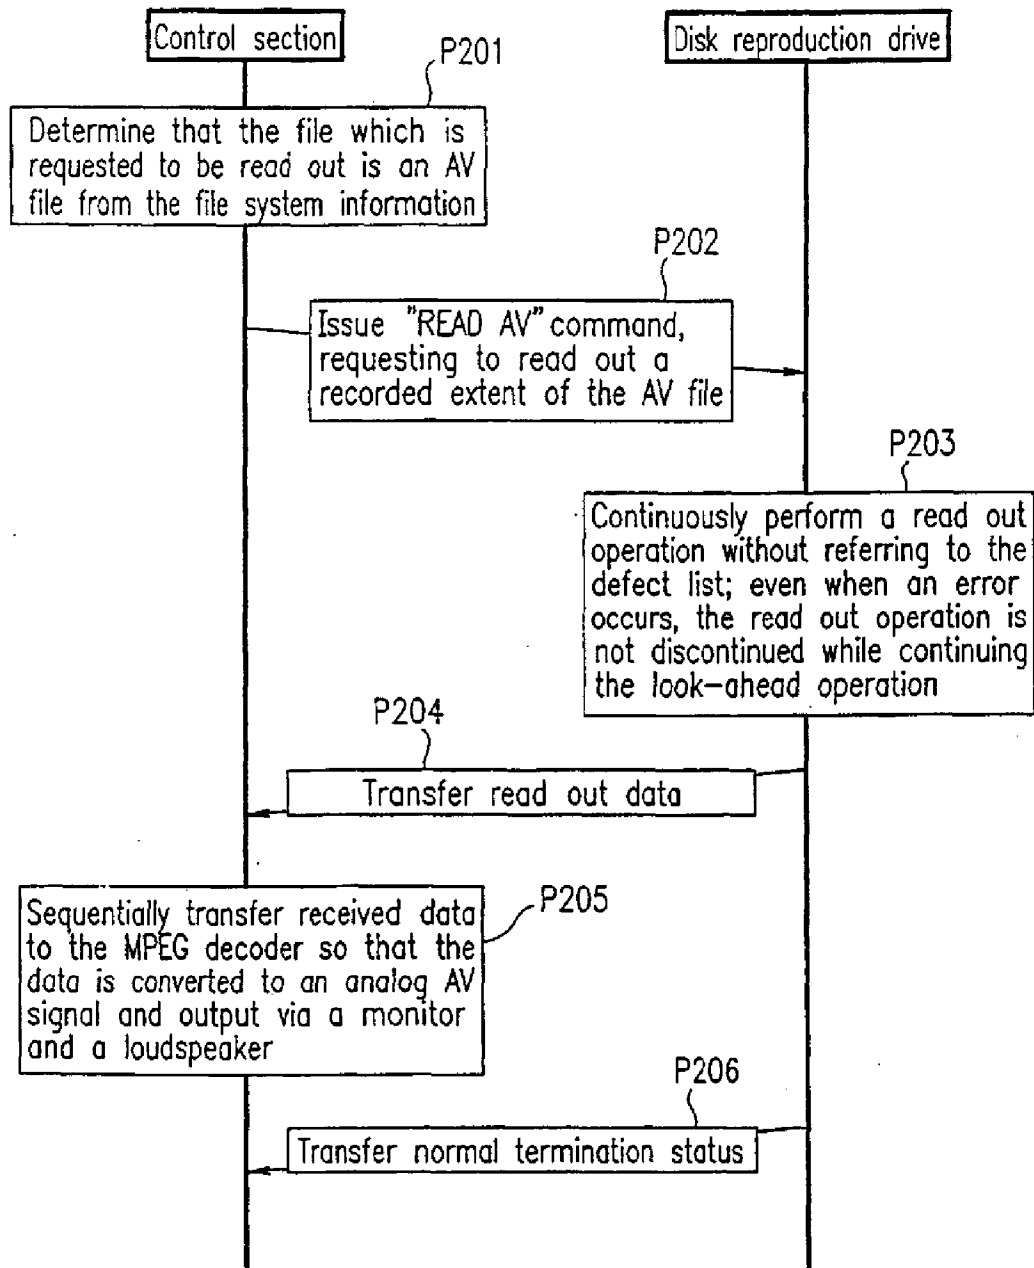 Control section
Disk reproduction drive
P201
Determine that the file which is
requested to be read out is an AV
file from the file system information
P202
Issue "READ AV" command,
requesting to read out a
recorded extent of the AV file
P203
Continuously perform a read out
operation without referring to the
defect list; even when an error
occurs, the read out operation is
not discontinued while continuing
the look-ahead operation
P204
Transfer read out data
P205
Sequentially transfer received data
to the MPEG decoder so that the
data is converted to an analog AV
signal and output via a monitor
and a loudspeaker
P206
Transfer normal termination status